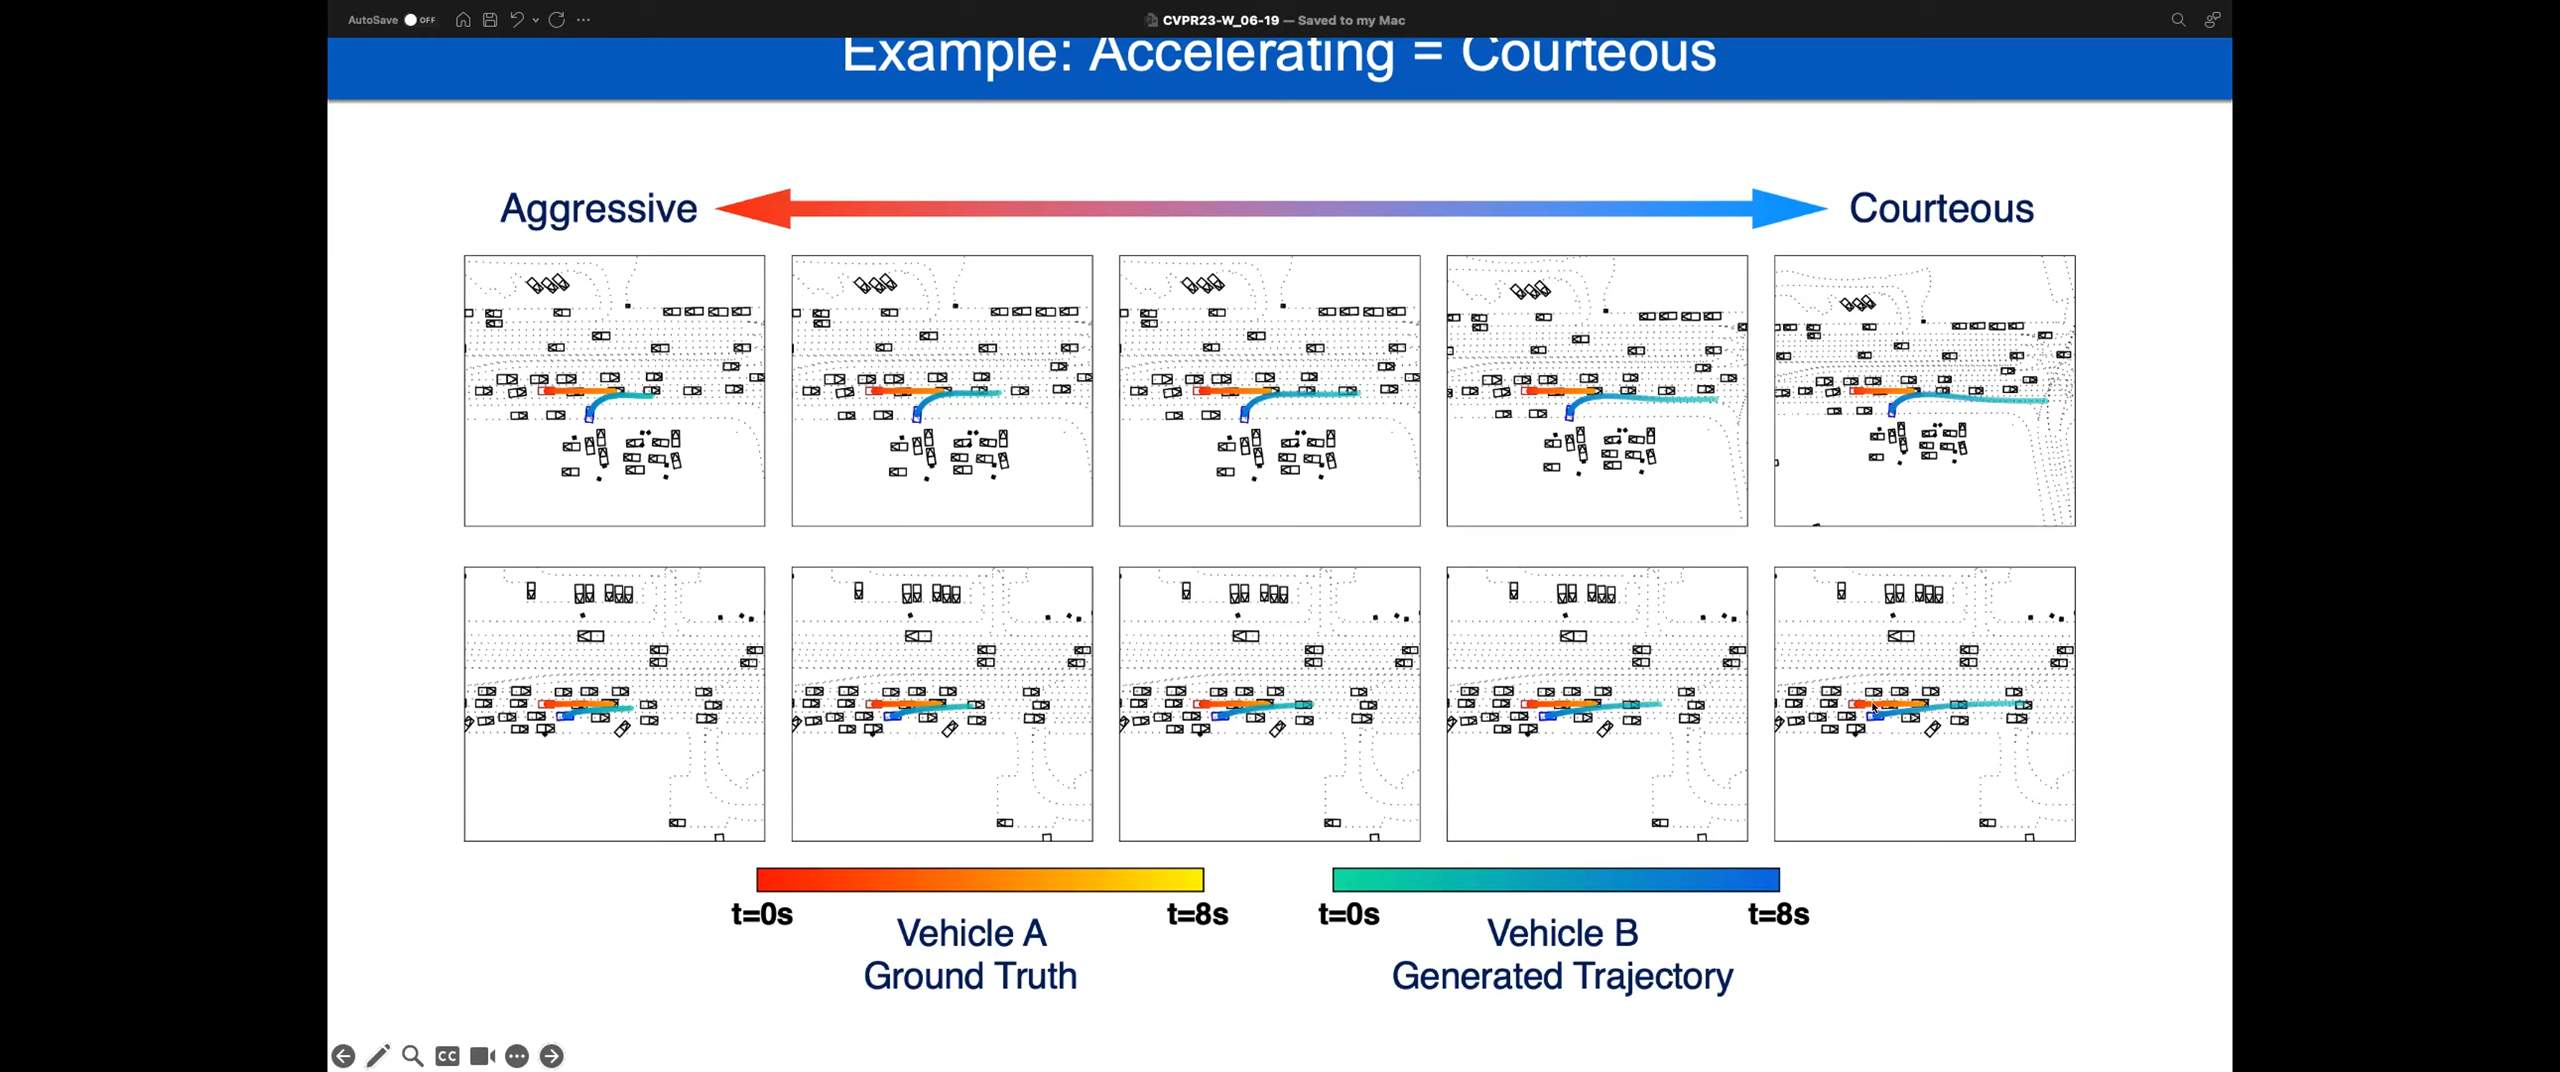 AutoSave OFF
CVPR23-W_06-19 — Saved to my Mac
Example: Accelerating = Courteous
Aggressive
Courteous
t=0s
t=8s
Vehicle A
Ground Truth
t=0s
t=8s
Vehicle B
Generated Trajectory
CC